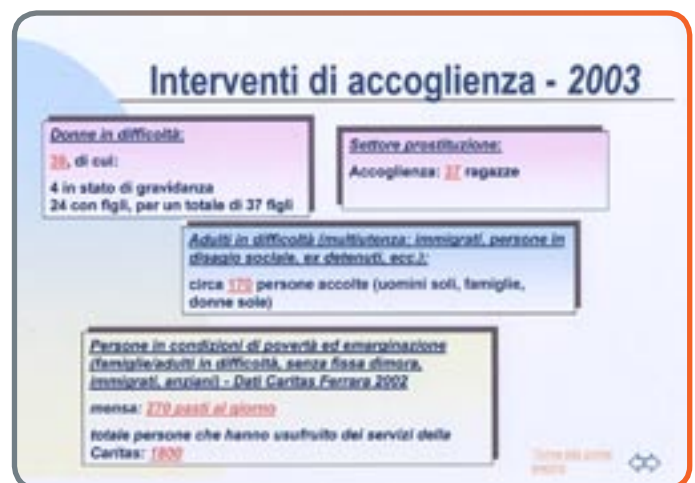 Interventi di accoglienza - 2003
Donne in difficoltà:
di cui:
4 in stato di gravidanza
24 con figli, per un totale di 37 figli
Settore prostituzione:
Accoglienza: 37 ragazze
Adulti in difficoltà (multiutenza: immigrati, persone in
disagio sociale, ex detenuti, ecc.):
circa 170 persone accolte (uomini soli, famiglie,
donne sole)
Persone in condizioni di povertà ed emarginazione
(famiglie/adulti in difficoltà, senza fissa dimora,
immigrati, anziani) - Dati Caritas Ferrara 2002
mensa: 270 pasti al giorno
totale persone che hanno usufruito dei servizi della
Caritas: 1800